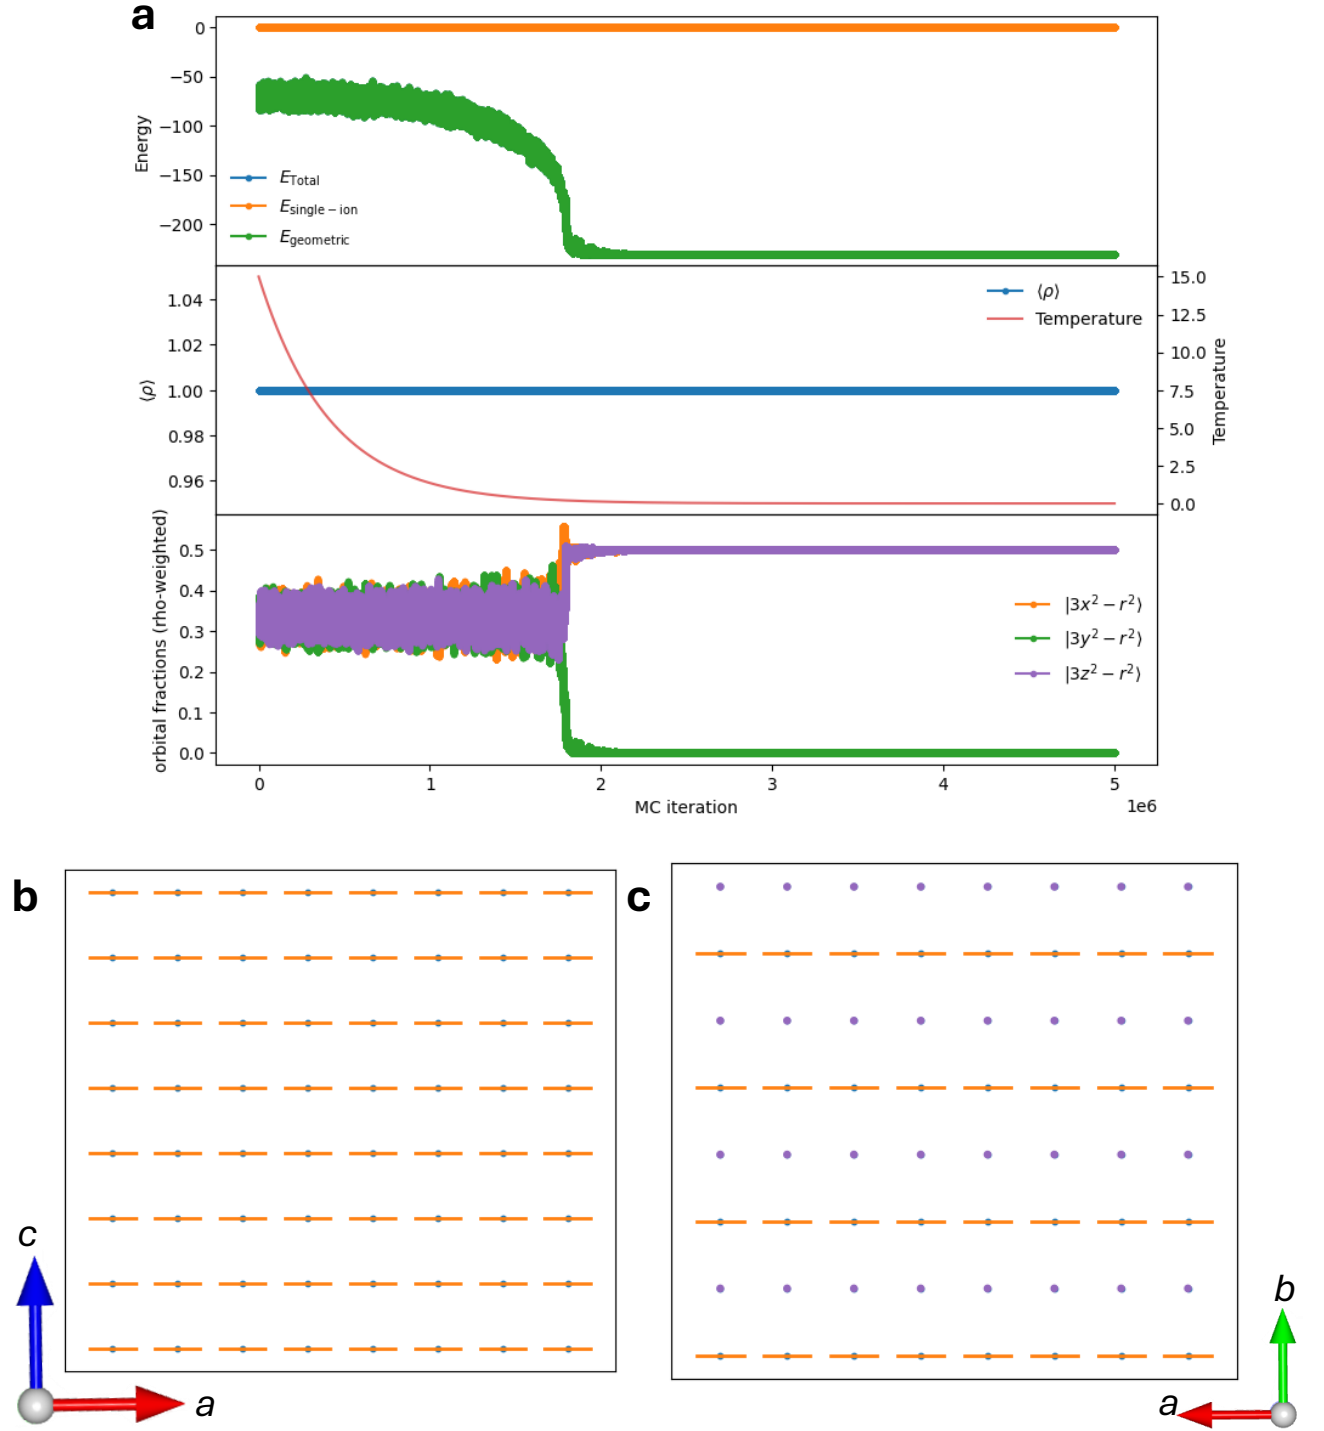 a
0
−50
−100
−150
−200
Energy
E_Total
E_single−ion
E_geometric
1.04
1.02
1.00
0.98
0.96
⟨ρ⟩
⟨ρ⟩
Temperature
15.0
12.5
10.0
7.5
5.0
2.5
0.0
Temperature
0.5
0.4
0.3
0.2
0.1
0.0
orbital fractions (rho-weighted)
|3x² − r²⟩
|3y² − r²⟩
|3z² − r²⟩
0 1 2 3 4 5
MC iteration
1e6
b
c
c
a
b
a